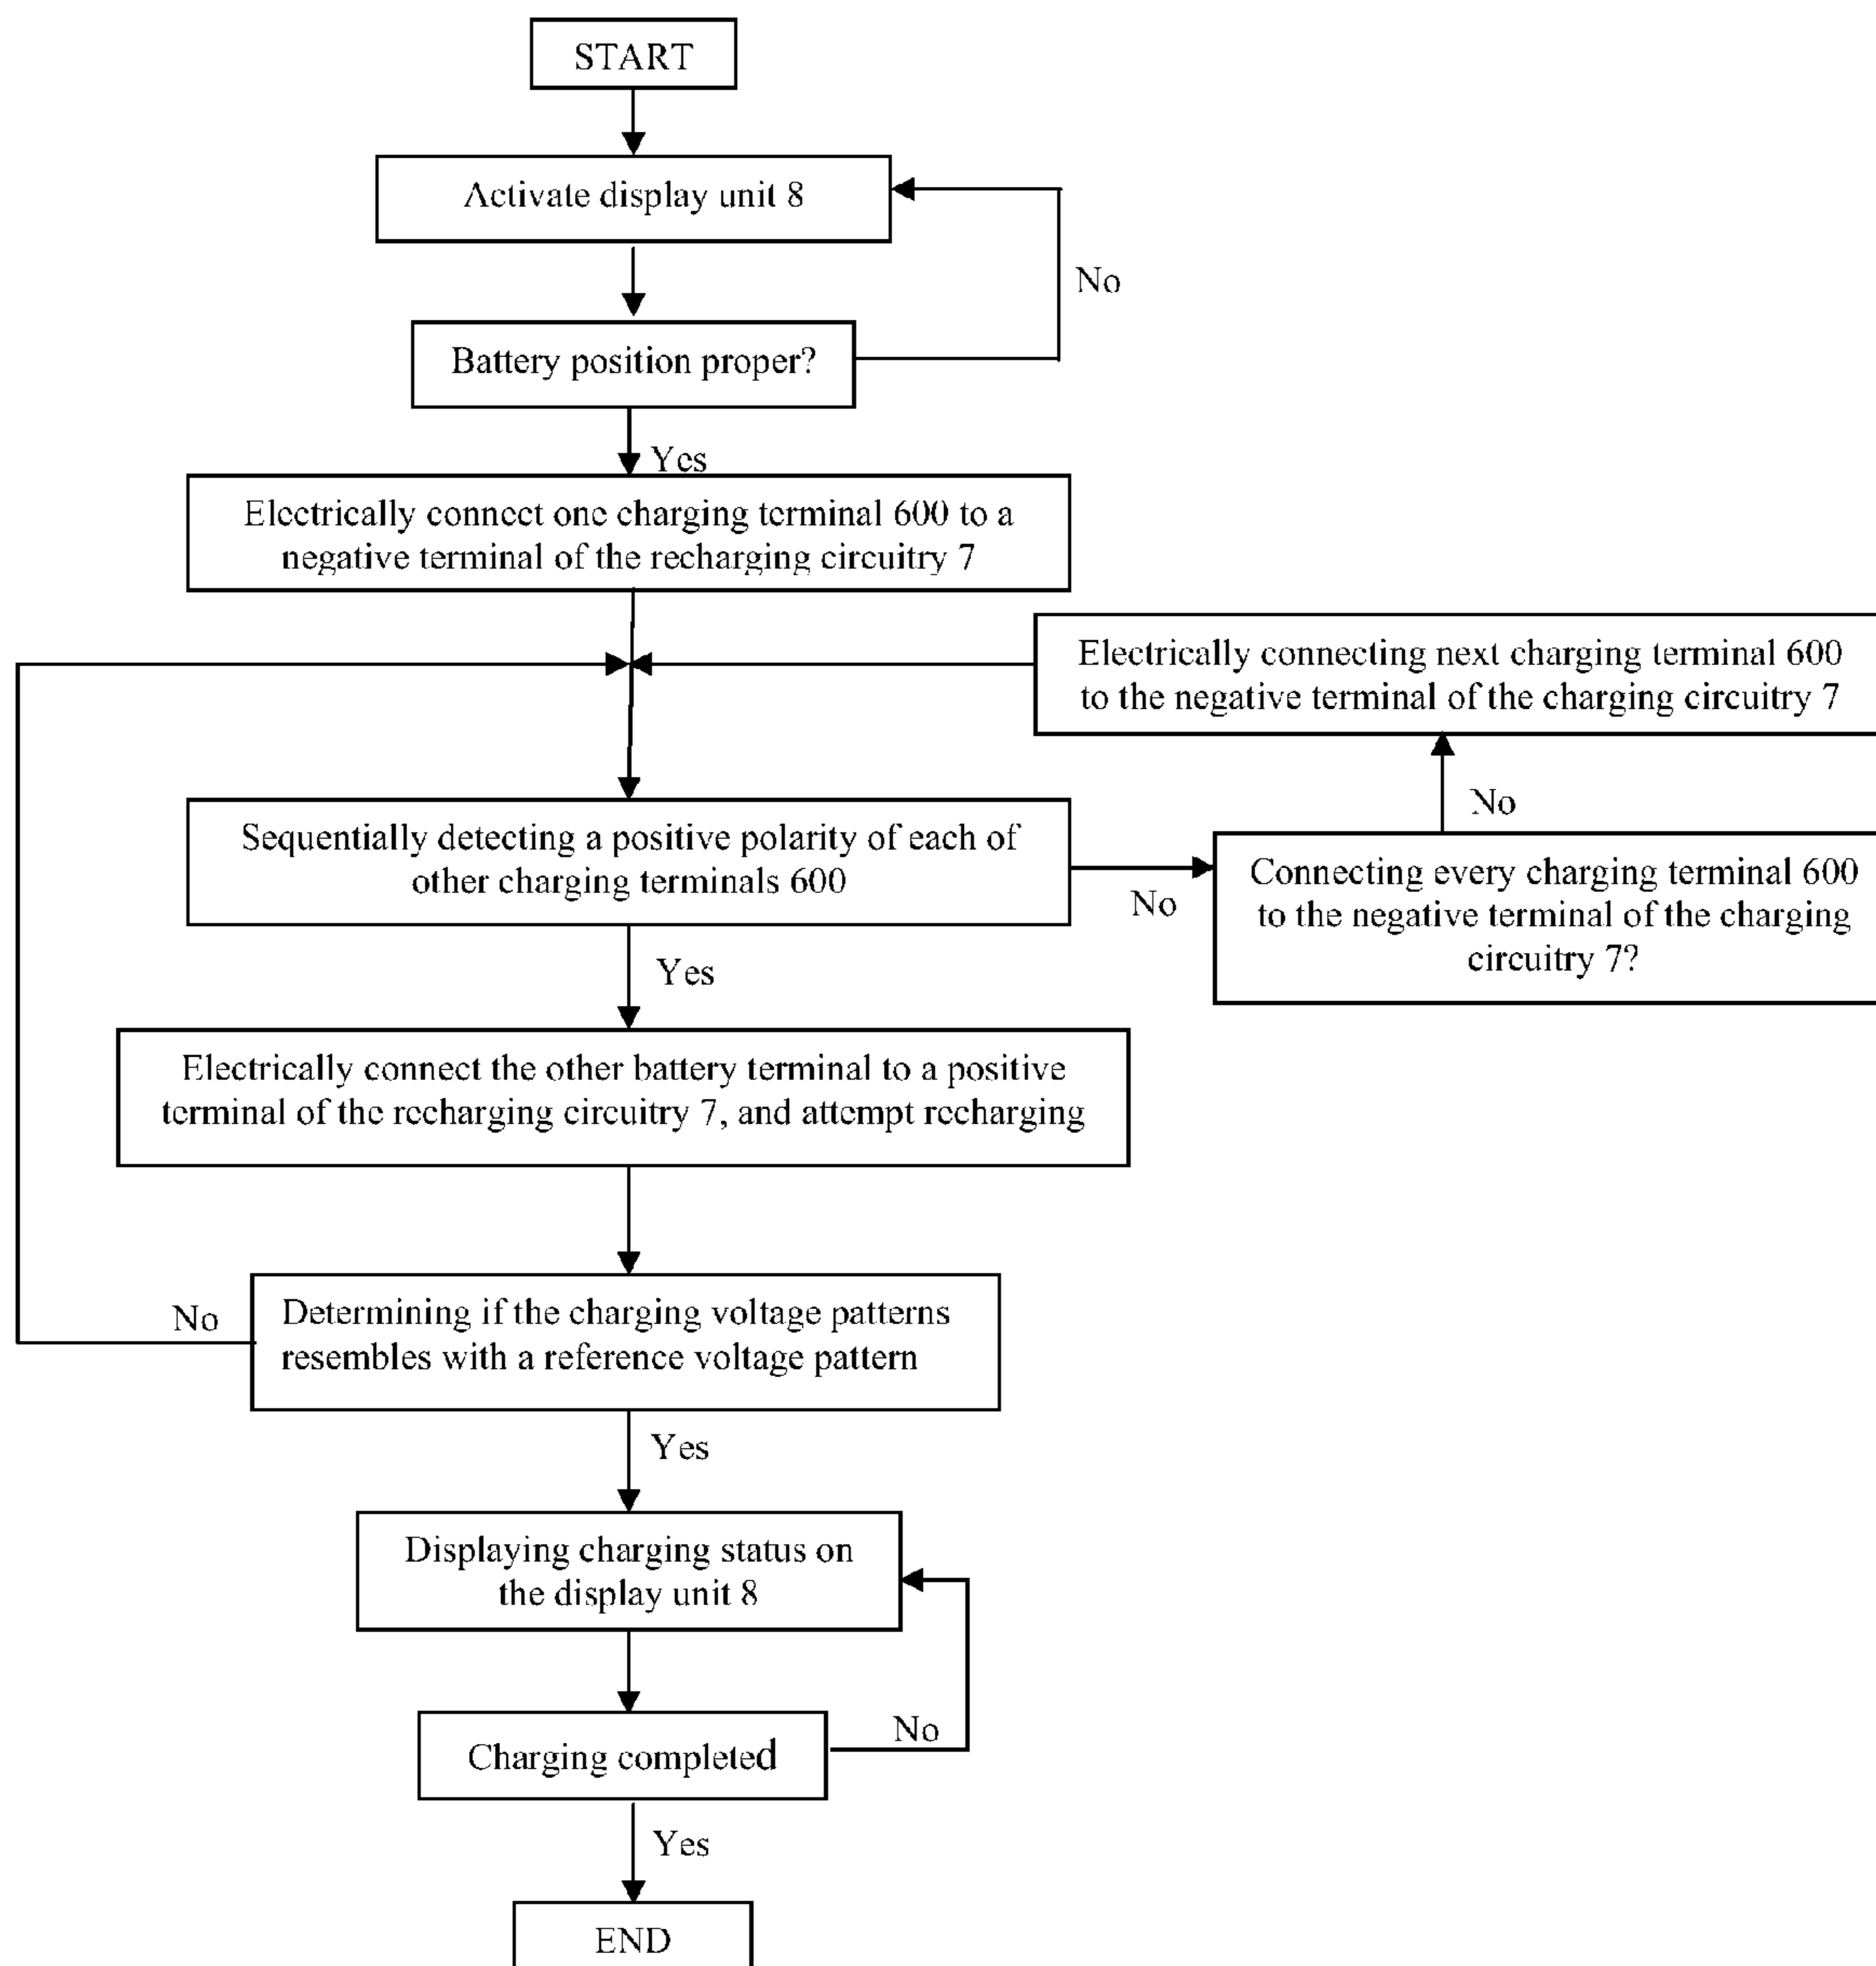 START
Activate display unit 8
No
Battery position proper?
Yes
Electrically connect one charging terminal 600 to a
negative terminal of the recharging circuitry 7
Electrically connecting next charging terminal 600
to the negative terminal of the charging circuitry 7
No
Sequentially detecting a positive polarity of each of
other charging terminals 600
No
Connecting every charging terminal 600
to the negative terminal of the charging
circuitry 7?
Yes
Electrically connect the other battery terminal to a positive
terminal of the recharging circuitry 7, and attempt recharging
No
Determining if the charging voltage patterns
resembles with a reference voltage pattern
Yes
Displaying charging status on
the display unit 8
No
Charging completed
Yes
END